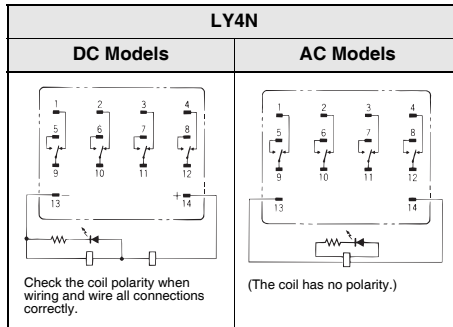 LY4N
DC Models AC Models
1 2 3 4 1 2 3 4
5 6 7 8 5 6 7 8
9 10 11 12 9 10 11 12
− +
13 14 13 14
Check the coil polarity when
wiring and wire all connections
correctly.
(The coil has no polarity.)